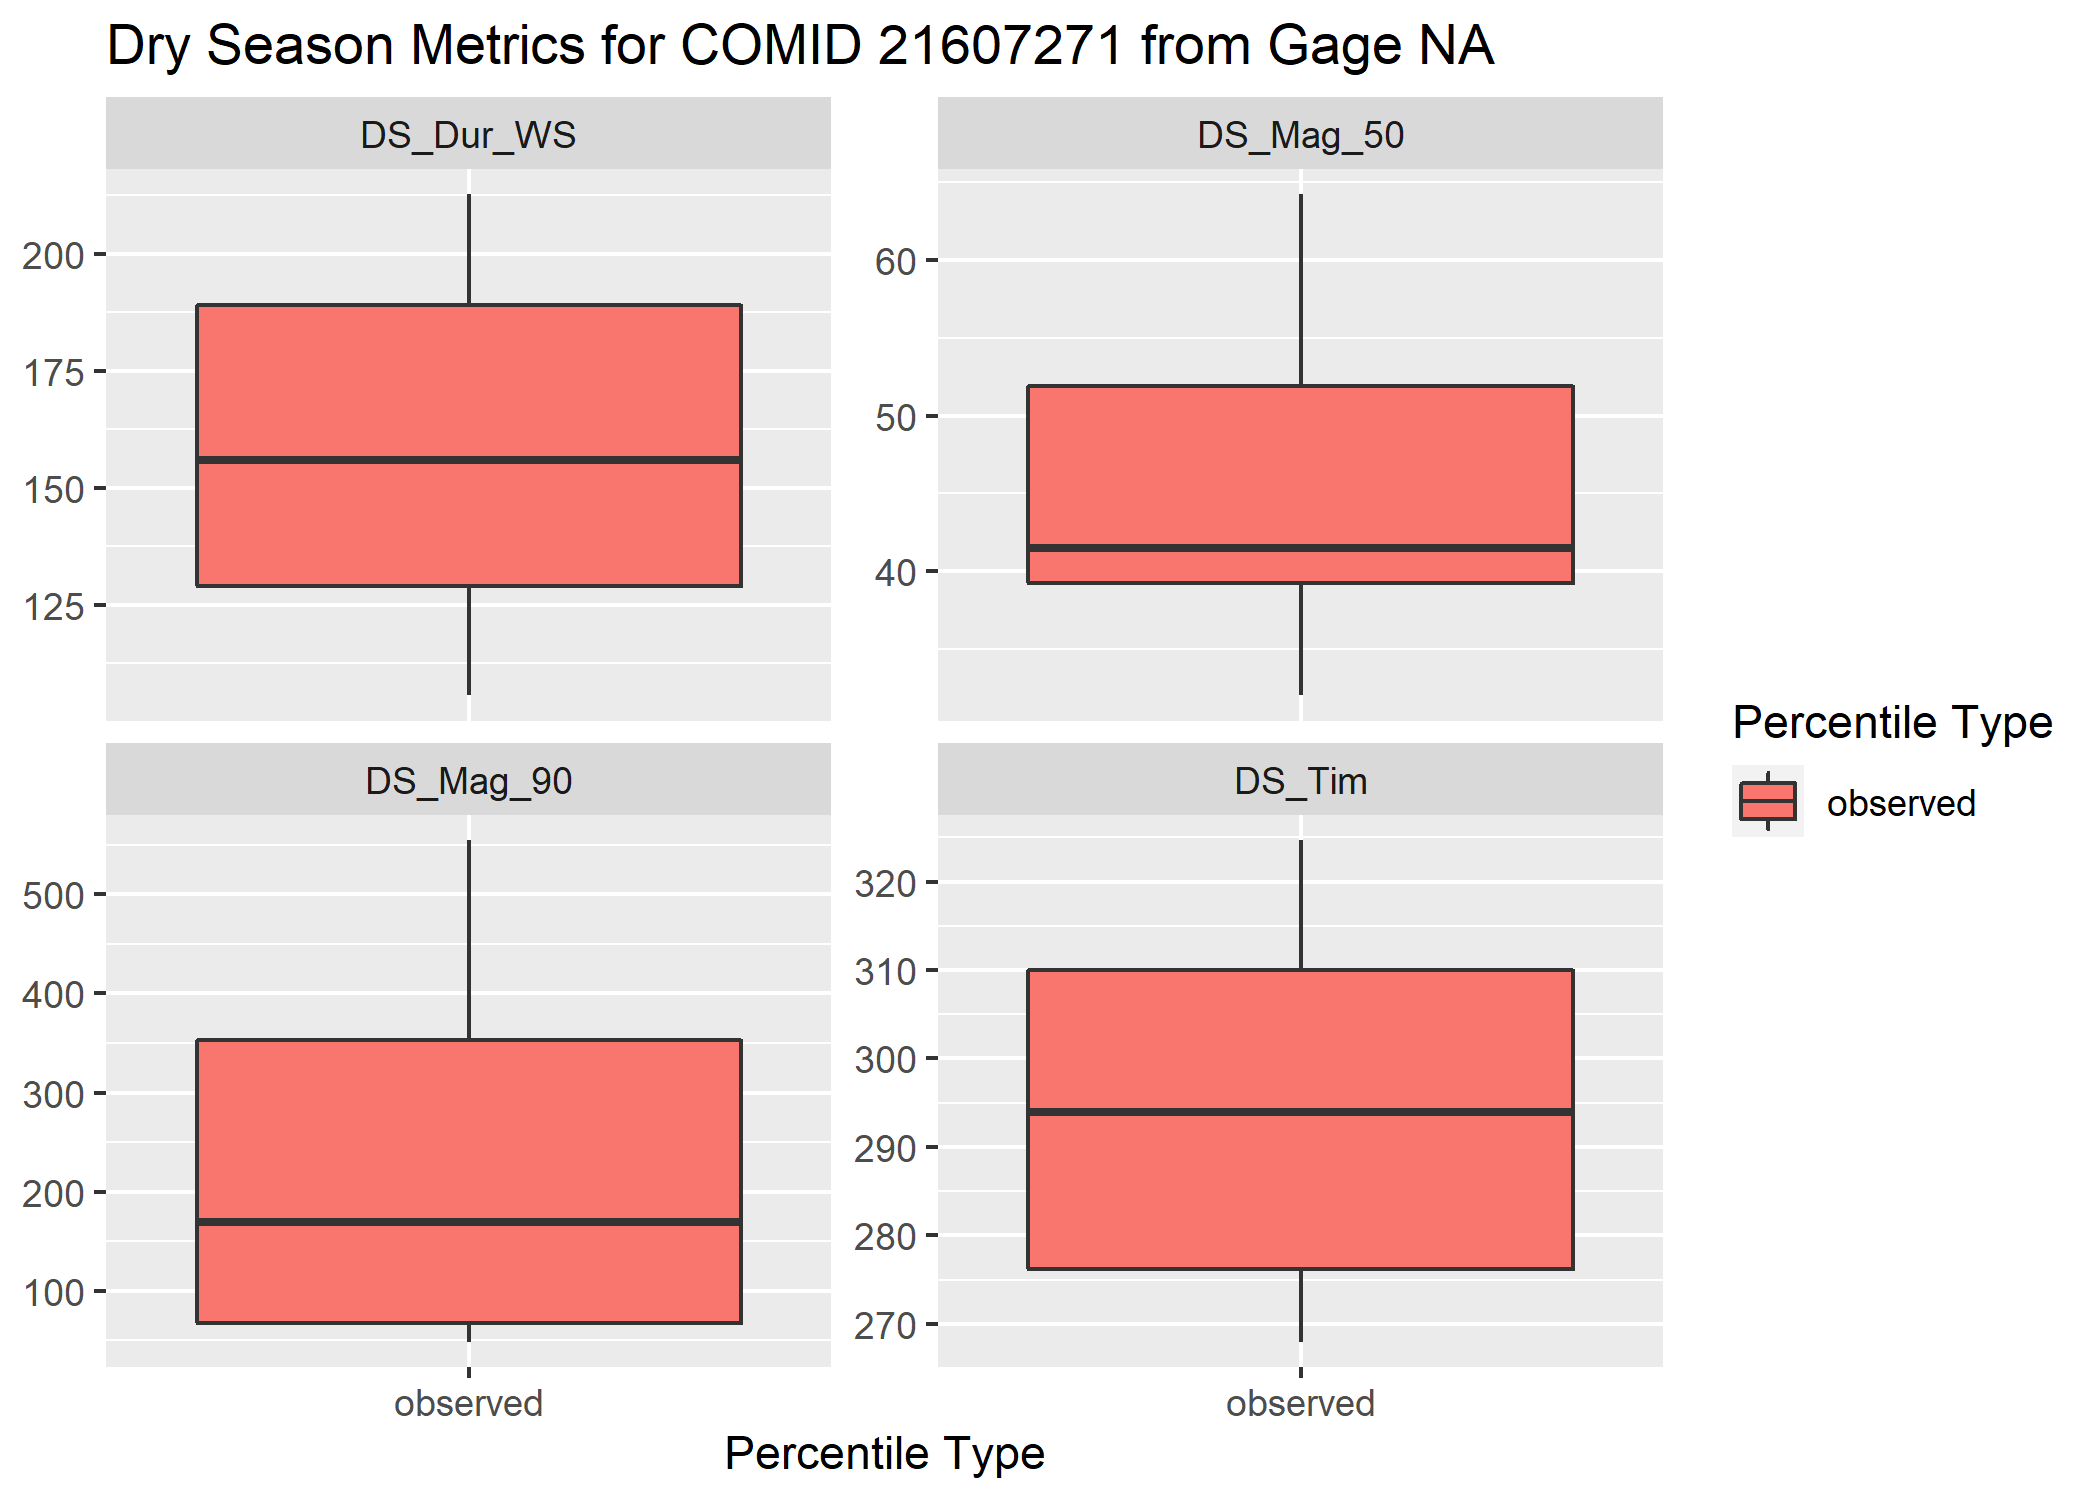 Dry Season Metrics for COMID 21607271 from Gage NA
DS_Dur_WS
200
175
150
125
DS_Mag_50
60
50
40
DS_Mag_90
500
400
300
200
100
observed
DS_Tim
320
310
300
290
280
270
observed
Percentile Type
Percentile Type
observed